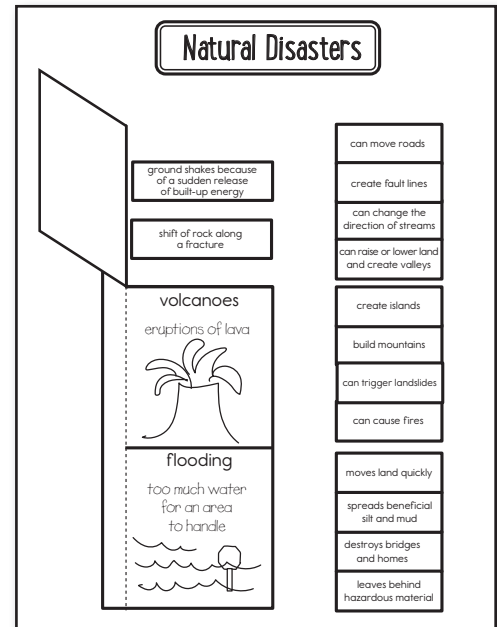 Natural Disasters
ground shakes because
of a sudden release
of built-up energy
shift of rock along
a fracture
volcanoes
eruptions of lava
flooding
too much water
for an area
to handle
can move roads
create fault lines
can change the
direction of streams
can raise or lower land
and create valleys
create islands
build mountains
can trigger landslides
can cause fires
moves land quickly
spreads beneficial
silt and mud
destroys bridges
and homes
leaves behind
hazardous material